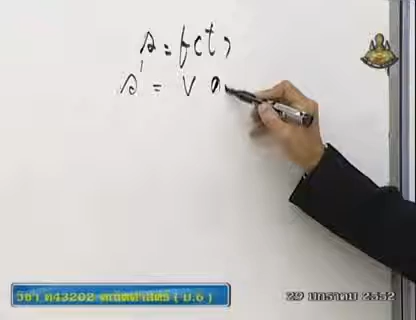 s = f(t)
s' = v
วิชา ค43202 คณิตศาสตร์ ( ม.6 )
29 มกราคม 2552